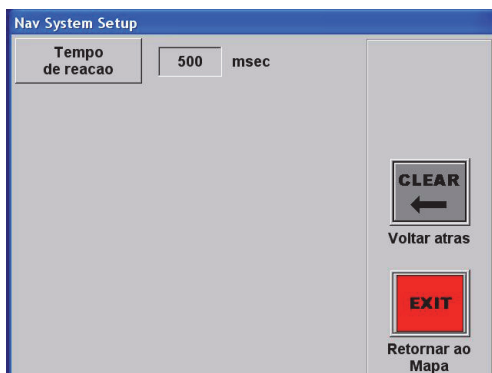 Nav System Setup
Tempo
de reacao
500 msec
CLEAR
Voltar atras
EXIT
Retornar ao
Mapa